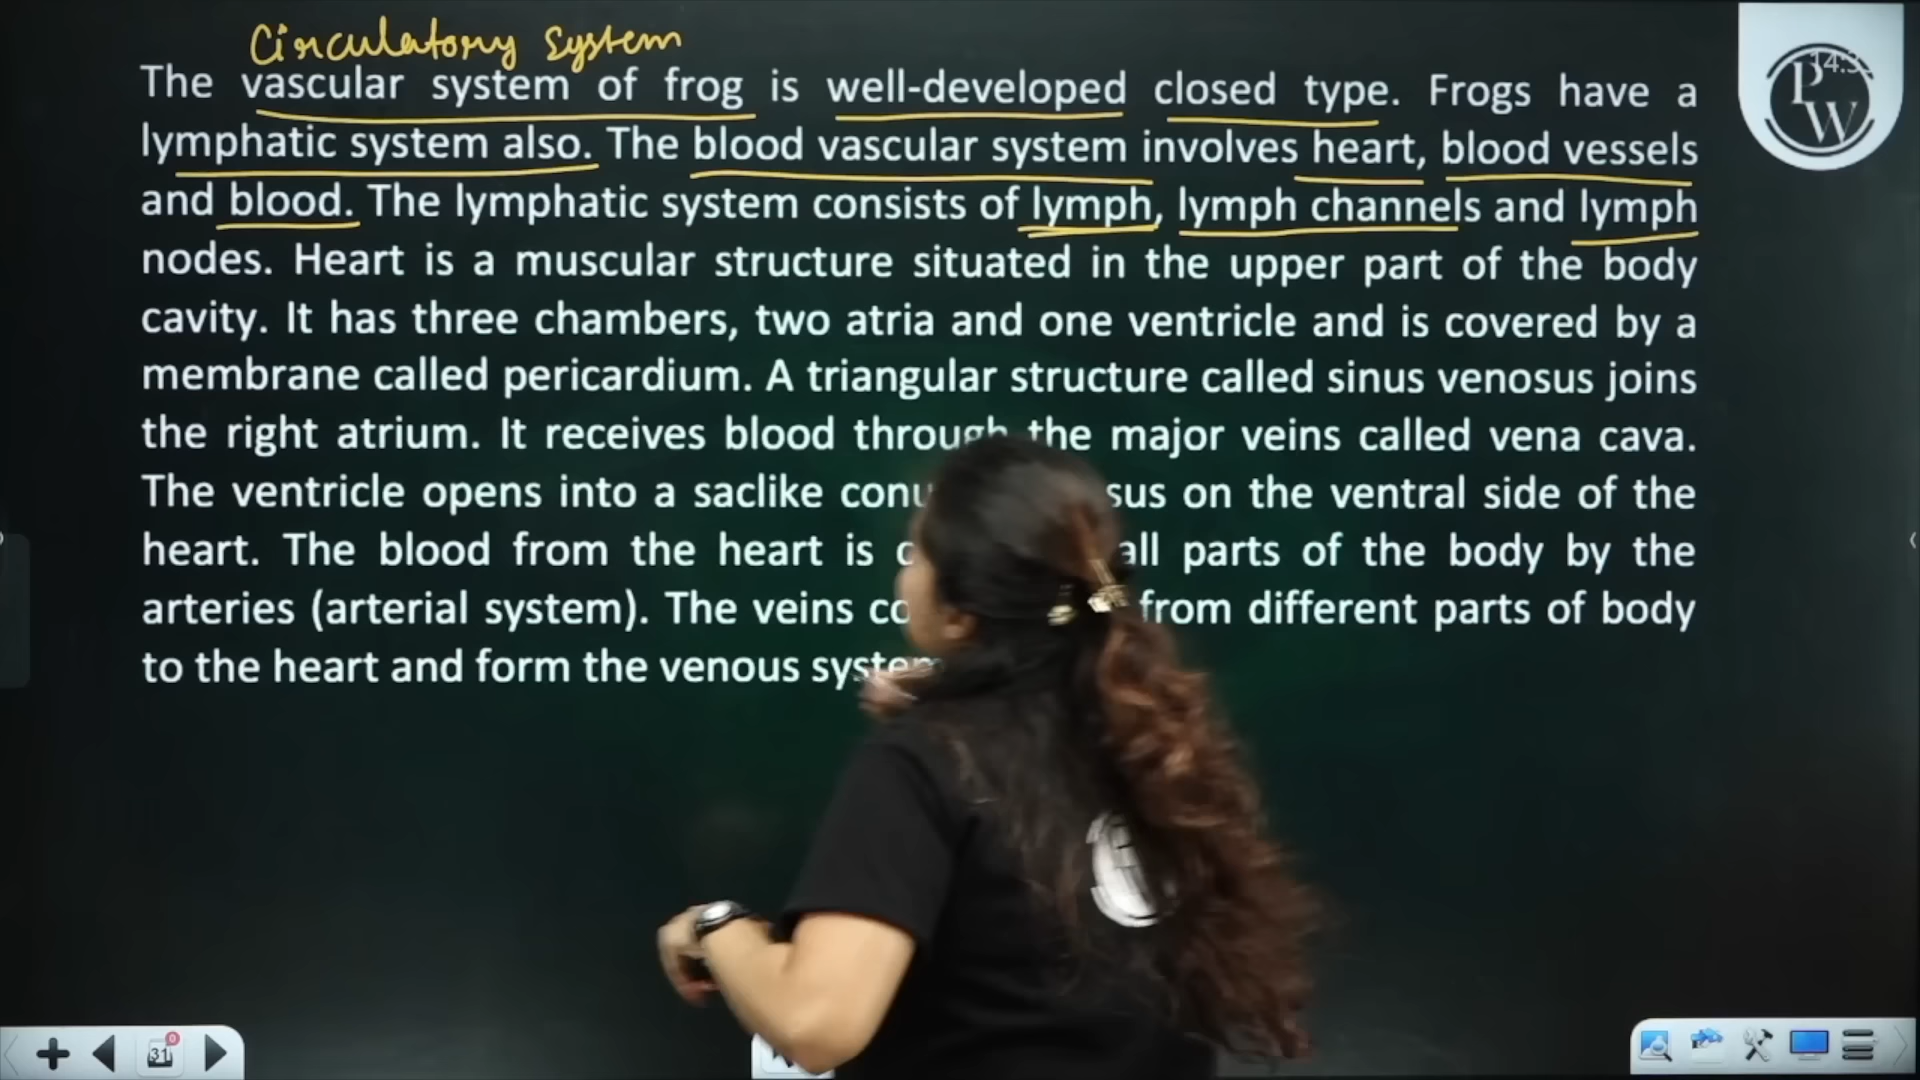 Circulatory System
The vascular system of frog is well-developed closed type. Frogs have a
lymphatic system also. The blood vascular system involves heart, blood vessels
and blood. The lymphatic system consists of lymph, lymph channels and lymph
nodes. Heart is a muscular structure situated in the upper part of the body
cavity. It has three chambers, two atria and one ventricle and is covered by a
membrane called pericardium. A triangular structure called sinus venosus joins
the right atrium. It receives blood through the major veins called vena cava.
The ventricle opens into a saclike on the ventral side of the
heart. The blood from the heart is all parts of the body by the
arteries (arterial system). The veins from different parts of body
to the heart and form the venous system
PW
31
0